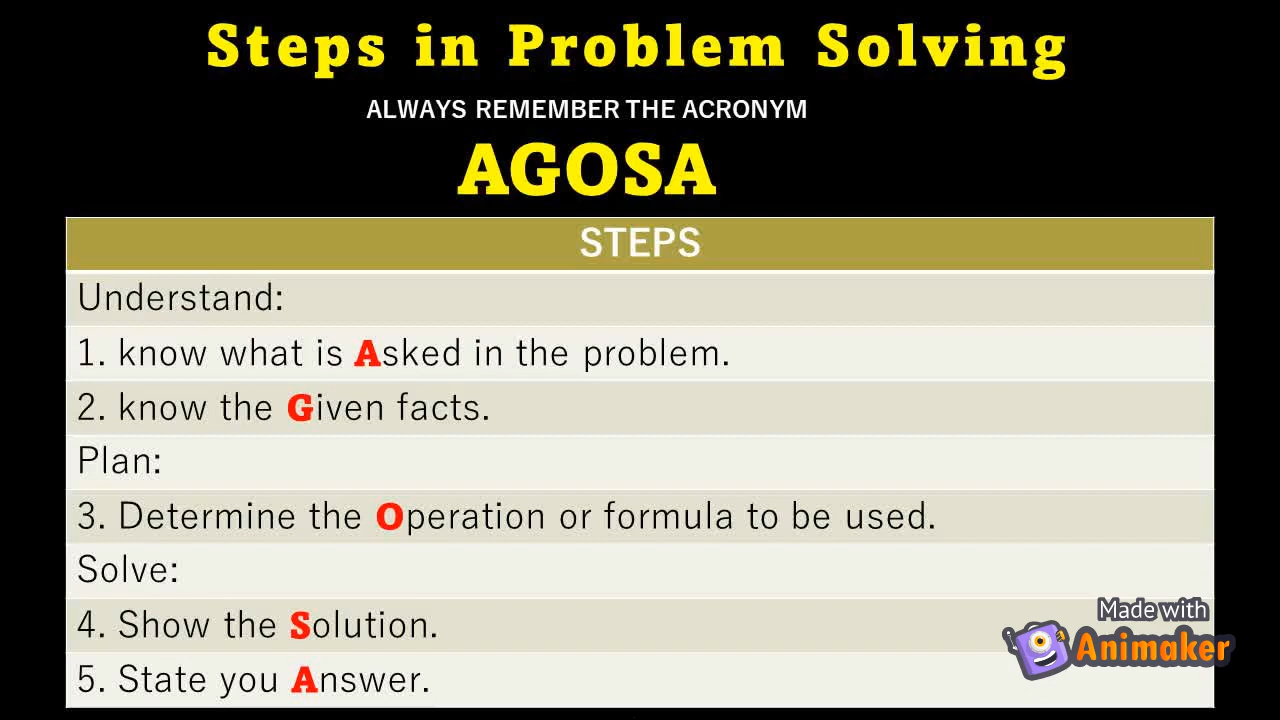 Steps in Problem Solving
ALWAYS REMEMBER THE ACRONYM
AGOSA
STEPS
Understand:
1. know what is Asked in the problem.
2. know the Given facts.
Plan:
3. Determine the Operation or formula to be used.
Solve:
4. Show the Solution.
5. State you Answer.
Made with
Animaker